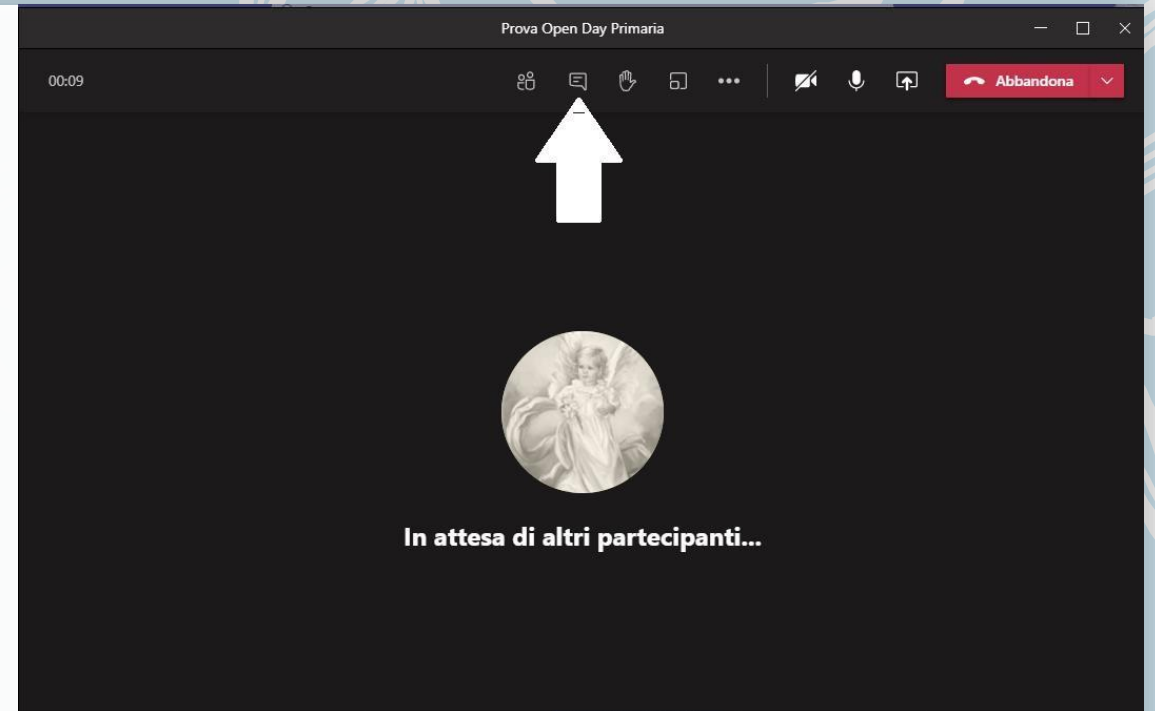 Prova Open Day Primaria
00:09
Abbandona
In attesa di altri partecipanti...